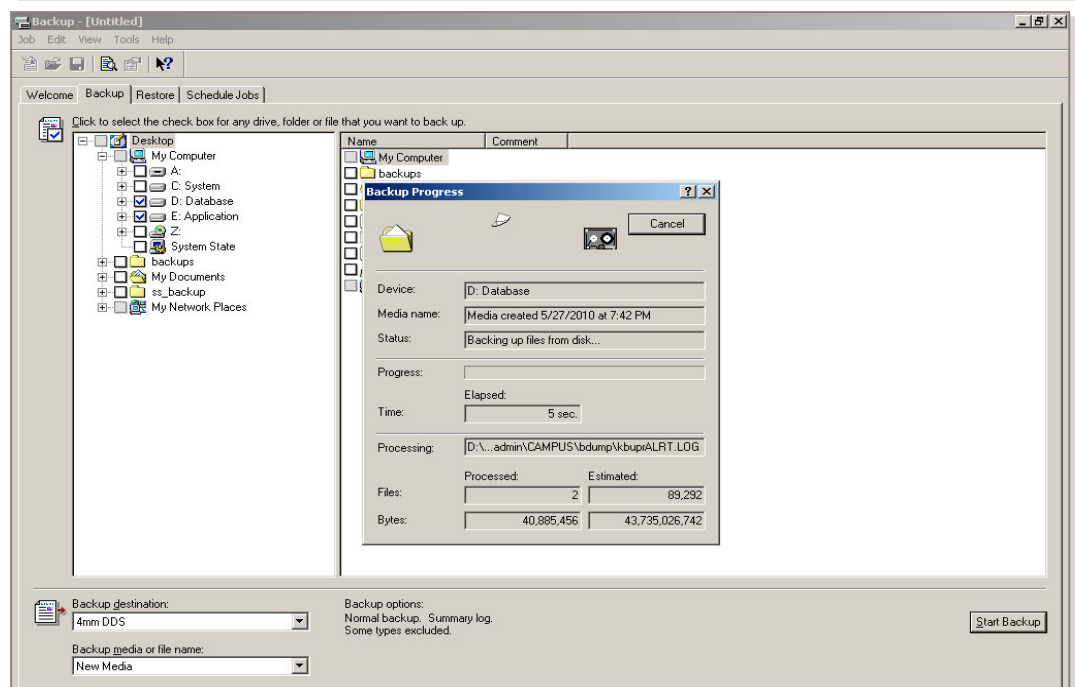 Backup - [Untitled]
Job Edit View Tools Help
Welcome Backup Restore Schedule Jobs
Click to select the check box for any drive, folder or file that you want to back up.
Desktop
My Computer
A:
C: System
D: Database
E: Application
Z:
System State
backups
My Documents
ss_backup
My Network Places
Name Comment
My Computer
backups
Backup Progress
Cancel
Device: D: Database
Media name: Media created 5/27/2010 at 7:42 PM
Status: Backing up files from disk...
Progress:
Elapsed:
Time: 5 sec.
Processing: D:\...admin\CAMPUS\bdump\kbuprALRT.LOG
Processed: Estimated:
Files: 2 89,292
Bytes: 40,885,456 43,735,026,742
Backup destination:
4mm DDS
Backup media or file name:
New Media
Backup options:
Normal backup. Summary log.
Some types excluded.
Start Backup